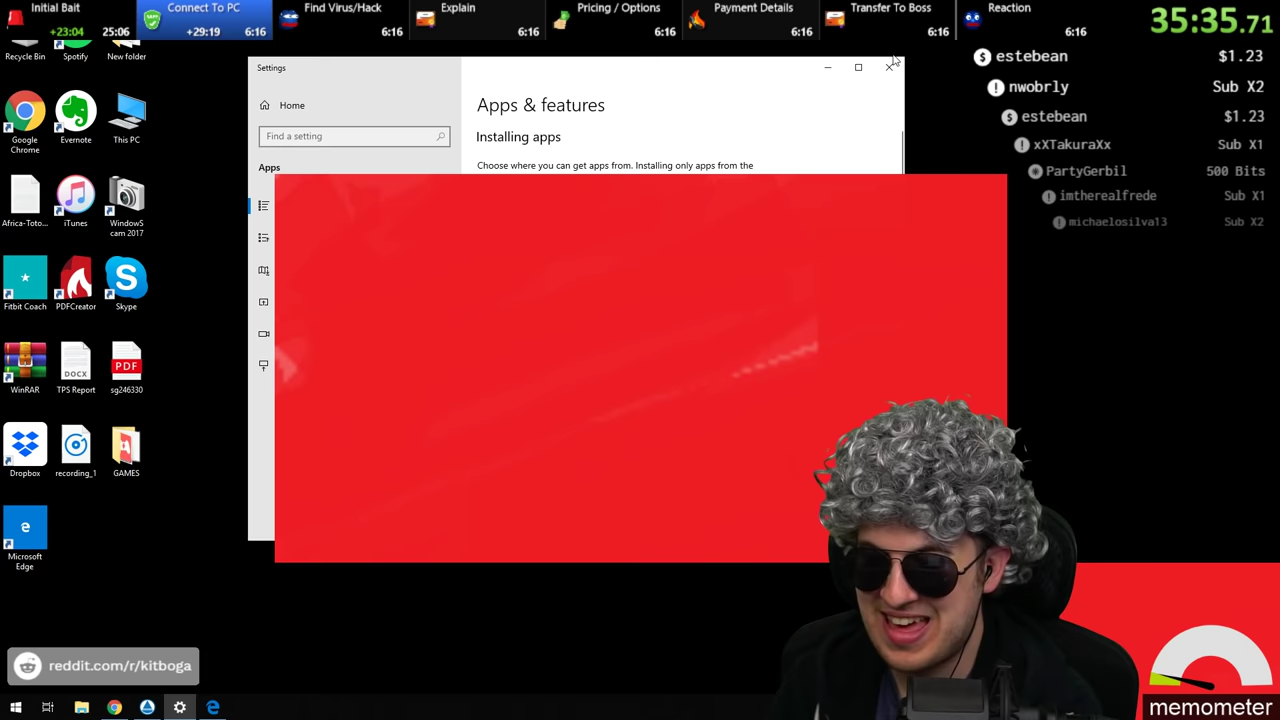 Initial Bait
+23:04 25:06
Connect To PC
+29:19 6:16
Find Virus/Hack
6:16
Explain
6:16
Pricing / Options
6:16
Payment Details
6:16
Transfer To Boss
6:16
Reaction
6:16
35:35.71
estebean $1.23
nwobrly Sub X2
estebean $1.23
xXTakuraXx Sub X1
PartyGerbil 500 Bits
imtherealfrede Sub X1
michaelosilva13 Sub X2
Recycle Bin
Spotify
New folder
Google
Chrome
Evernote
This PC
Africa-Toto...
iTunes
WindowS
cam 2017
Fitbit Coach
PDFCreator
Skype
WinRAR
DOCX
TPS Report
PDF
sg246330
Dropbox
recording_1
GAMES
Microsoft
Edge
Settings
Home
Find a setting
Apps
Apps & features
Installing apps
Choose where you can get apps from. Installing only apps from the
reddit.com/r/kitboga
memometer